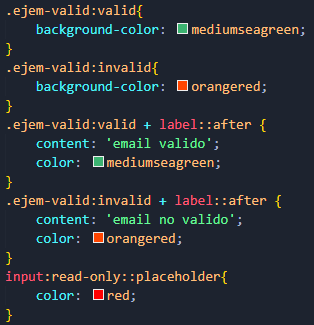 .ejem-valid:valid{
    background-color: mediumseagreen;
}
.ejem-valid:invalid{
    background-color: orangered;
}
.ejem-valid:valid + label::after {
    content: 'email valido';
    color: mediumseagreen;
}
.ejem-valid:invalid + label::after {
    content: 'email no valido';
    color: orangered;
}
input:read-only::placeholder{
    color: red;
}